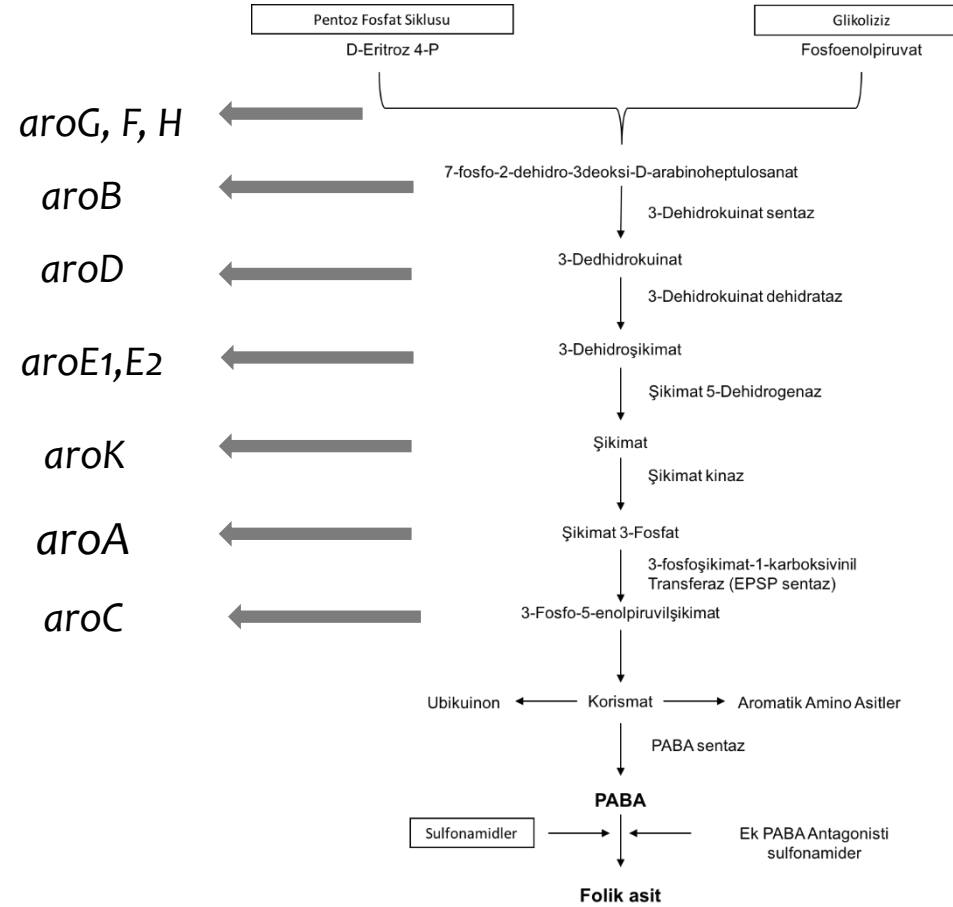 Pentoz Fosfat Siklusu
Glikoliziz
D-Eritroz 4-P
Fosfoenolpiruvat
aroG, F, H
7-fosfo-2-dehidro-3deoksi-D-arabinoheptulosanat
aroB
3-Dehidrokuinat sentaz
aroD
3-Dedhidrokuinat
3-Dehidrokuinat dehidrataz
aroE1,E2
3-Dehidroşikimat
Şikimat 5-Dehidrogenaz
aroK
Şikimat
Şikimat kinaz
aroA
Şikimat 3-Fosfat
3-fosfoşikimat-1-karboksivinil
Transferaz (EPSP sentaz)
aroC
3-Fosfo-5-enolpiruvilşikimat
Ubikuinon
Korismat
Aromatik Amino Asitler
PABA sentaz
PABA
Sulfonamidler
Ek PABA Antagonisti
sulfonamider
Folik asit